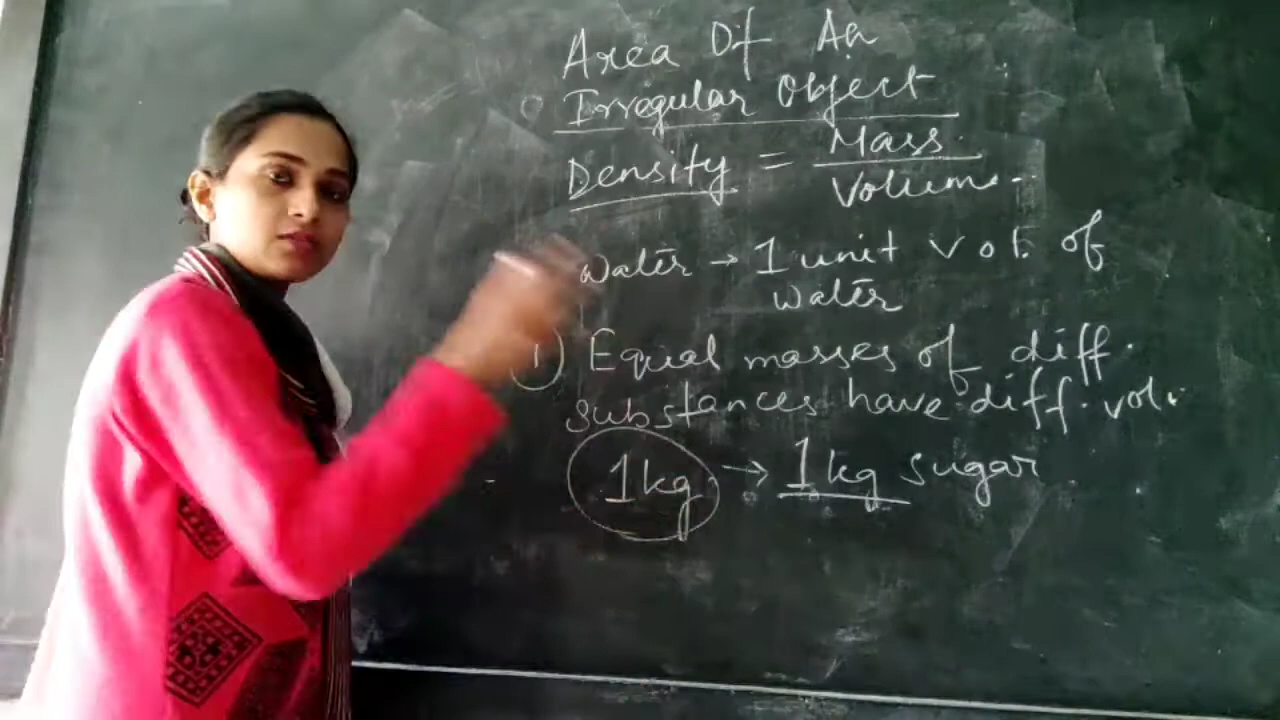 Area Of An
Irregular Object
Density = Mass
Volume
Water → 1 unit vol. of
water
1) Equal masses of diff.
substances have diff. vol.
1kg → 1kg sugar